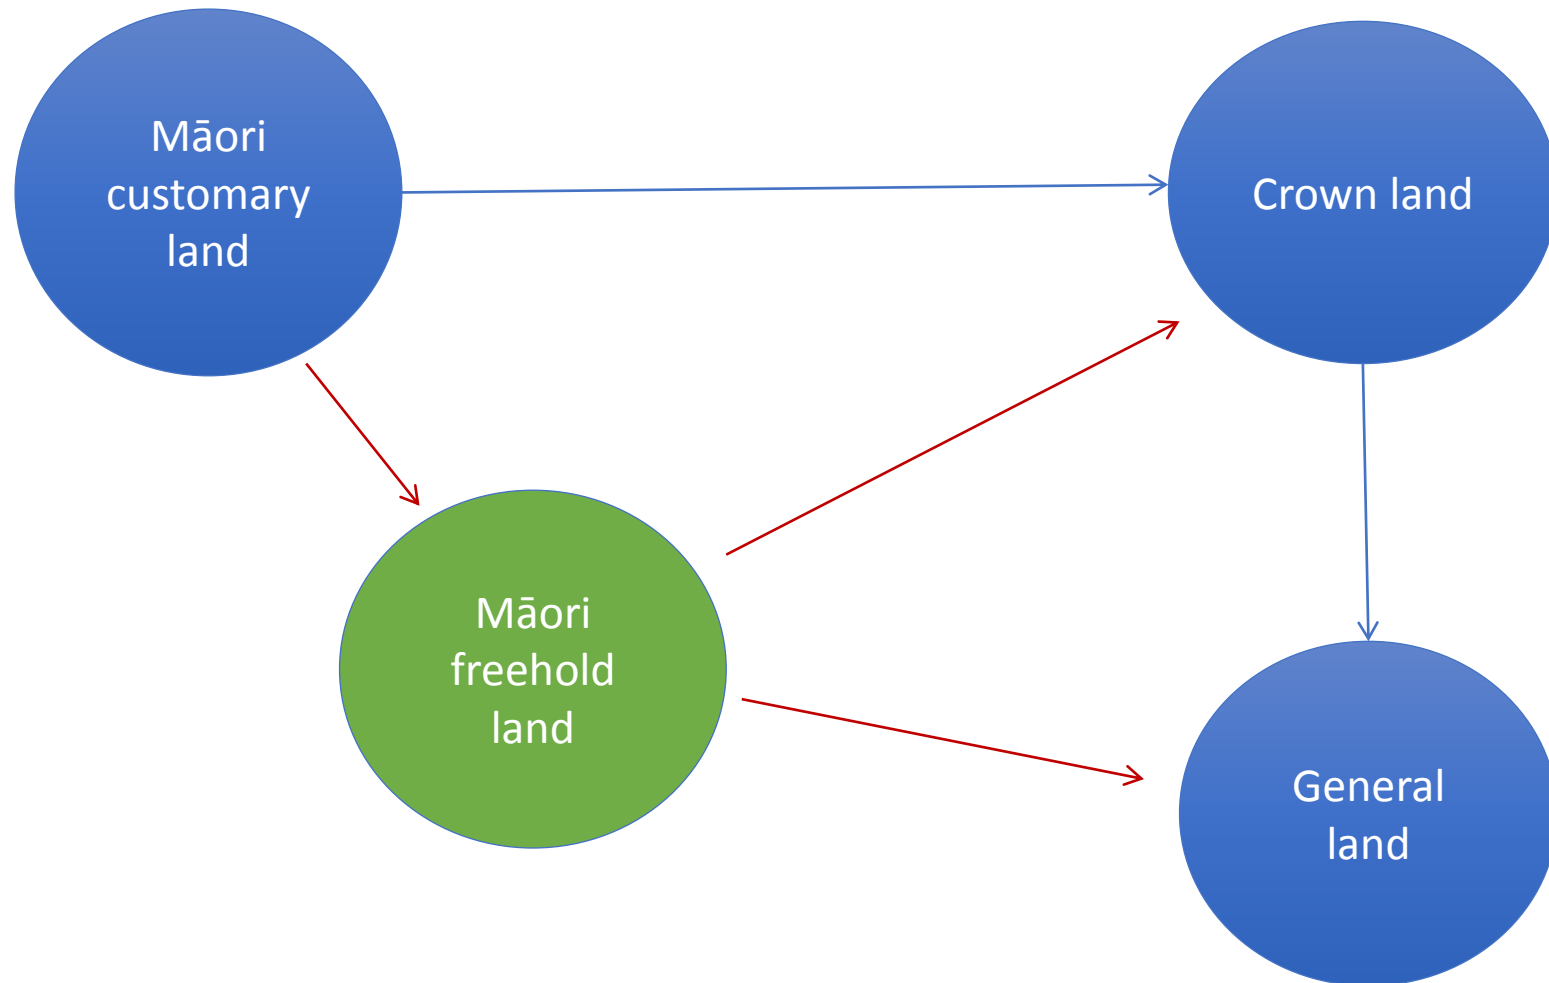 Māori
customary
land
Crown land
Māori
freehold
land
General
land